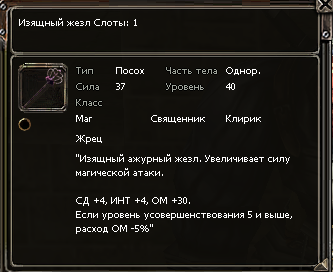 Изящный жезл Слоты: 1
Тип Посох Часть тела Однор.
Сила 37 Уровень 40
Класс
Маг Священник Клирик
Жрец
"Изящный ажурный жезл. Увеличивает силу
магической атаки.
СД +4, ИНТ +4, ОМ +30.
Если уровень усовершенствования 5 и выше,
расход ОМ -5%"